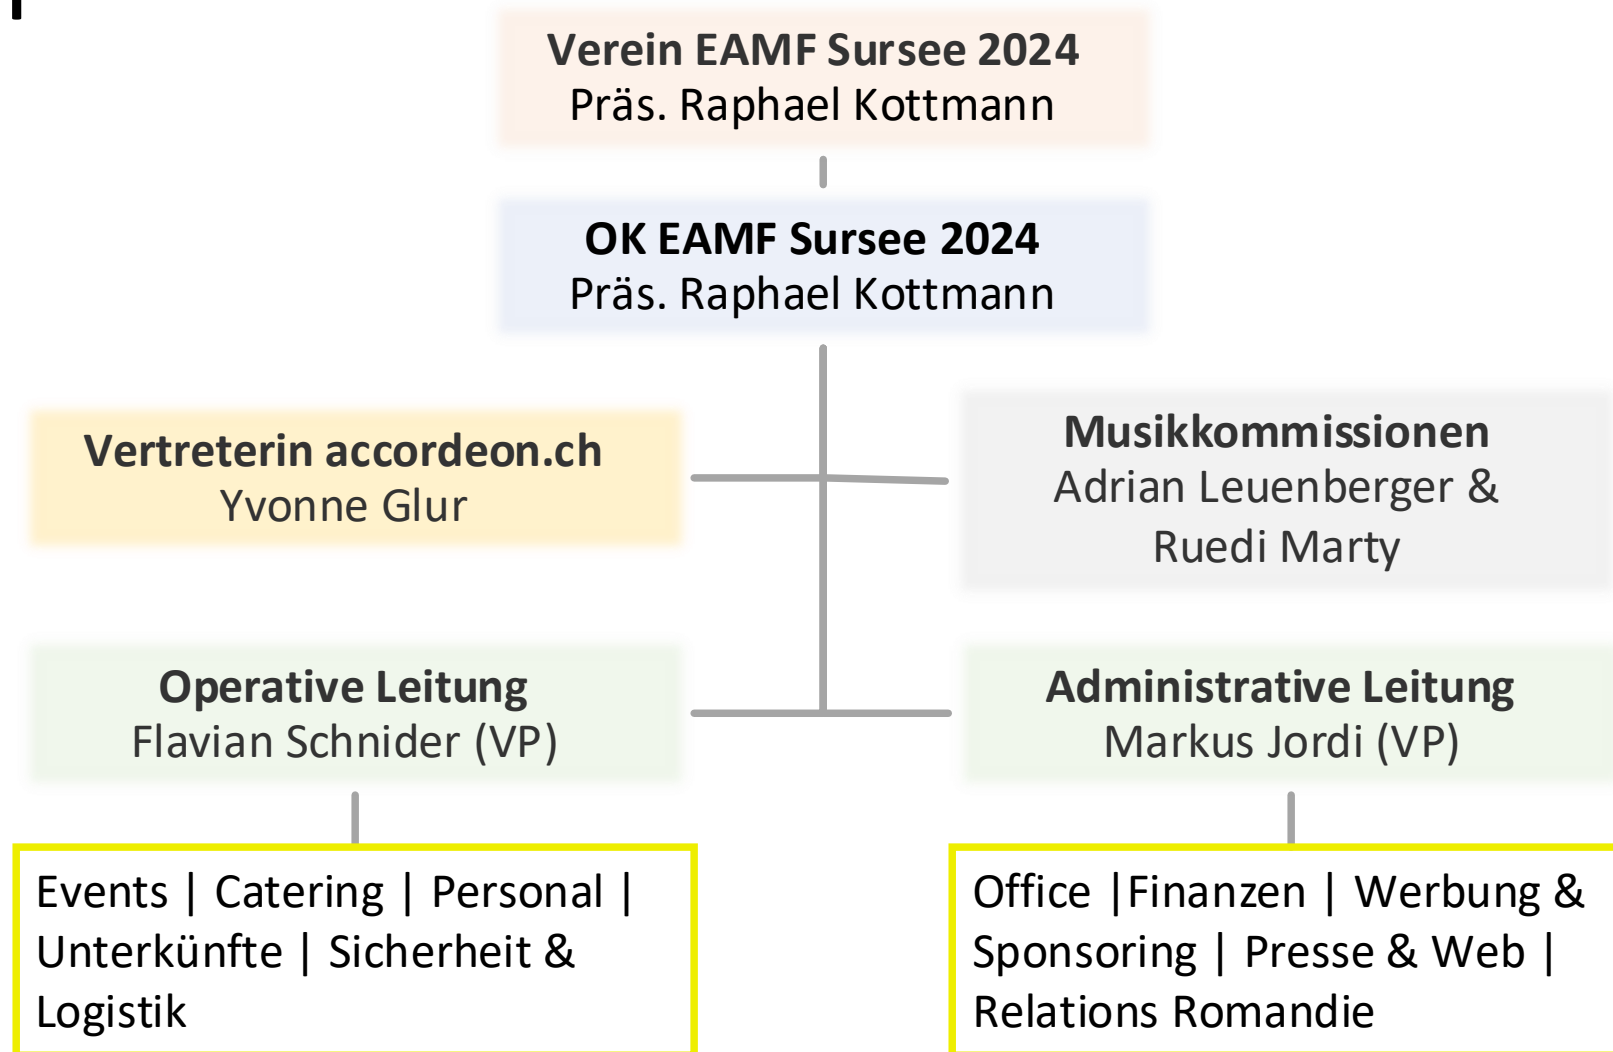 Verein EAMF Sursee 2024
Präs. Raphael Kottmann
OK EAMF Sursee 2024
Präs. Raphael Kottmann
Vertreterin accordeon.ch
Yvonne Glur
Musikkommissionen
Adrian Leuenberger &
Ruedi Marty
Operative Leitung
Flavian Schnider (VP)
Administrative Leitung
Markus Jordi (VP)
Events | Catering | Personal |
Unterkünfte | Sicherheit &
Logistik
Office |Finanzen | Werbung &
Sponsoring | Presse & Web |
Relations Romandie